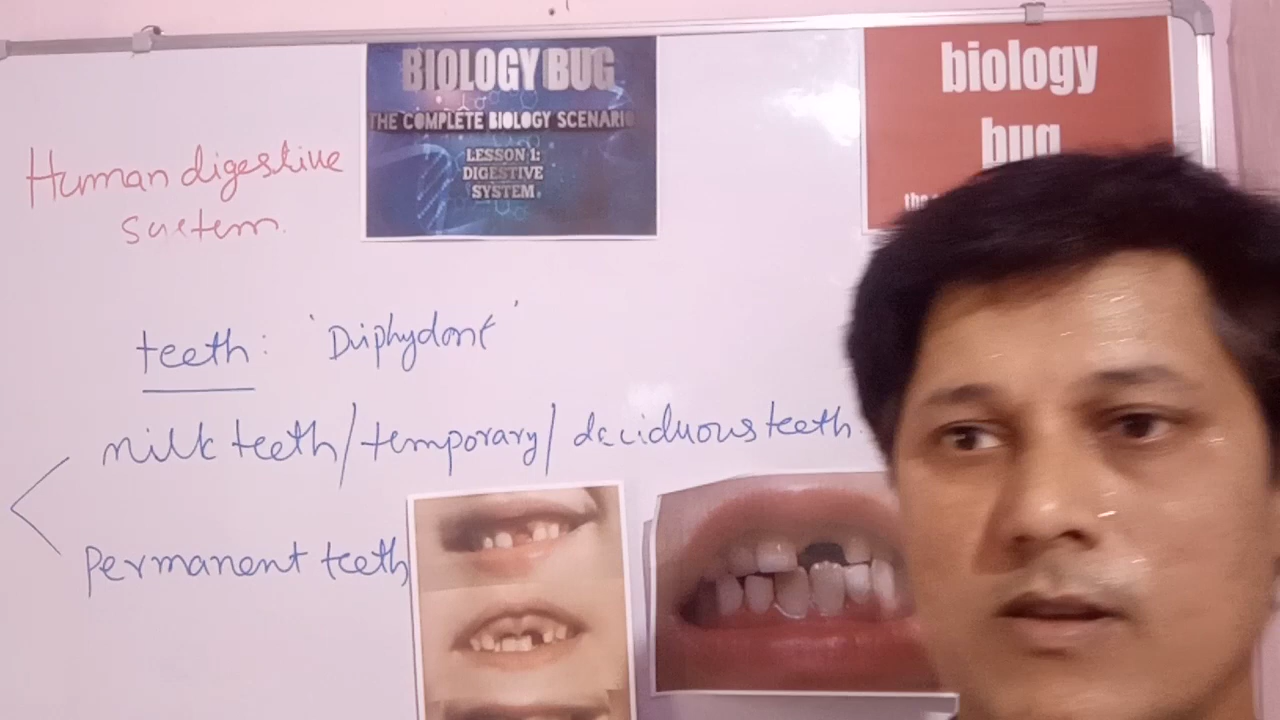 Human digestive
system.
BIOLOGY BUG
THE COMPLETE BIOLOGY SCENARIO
LESSON 1:
DIGESTIVE
SYSTEM
biology
bug
the
teeth: 'Diphydont'
milk teeth/temporary/deciduous teeth.
Permanent teeth